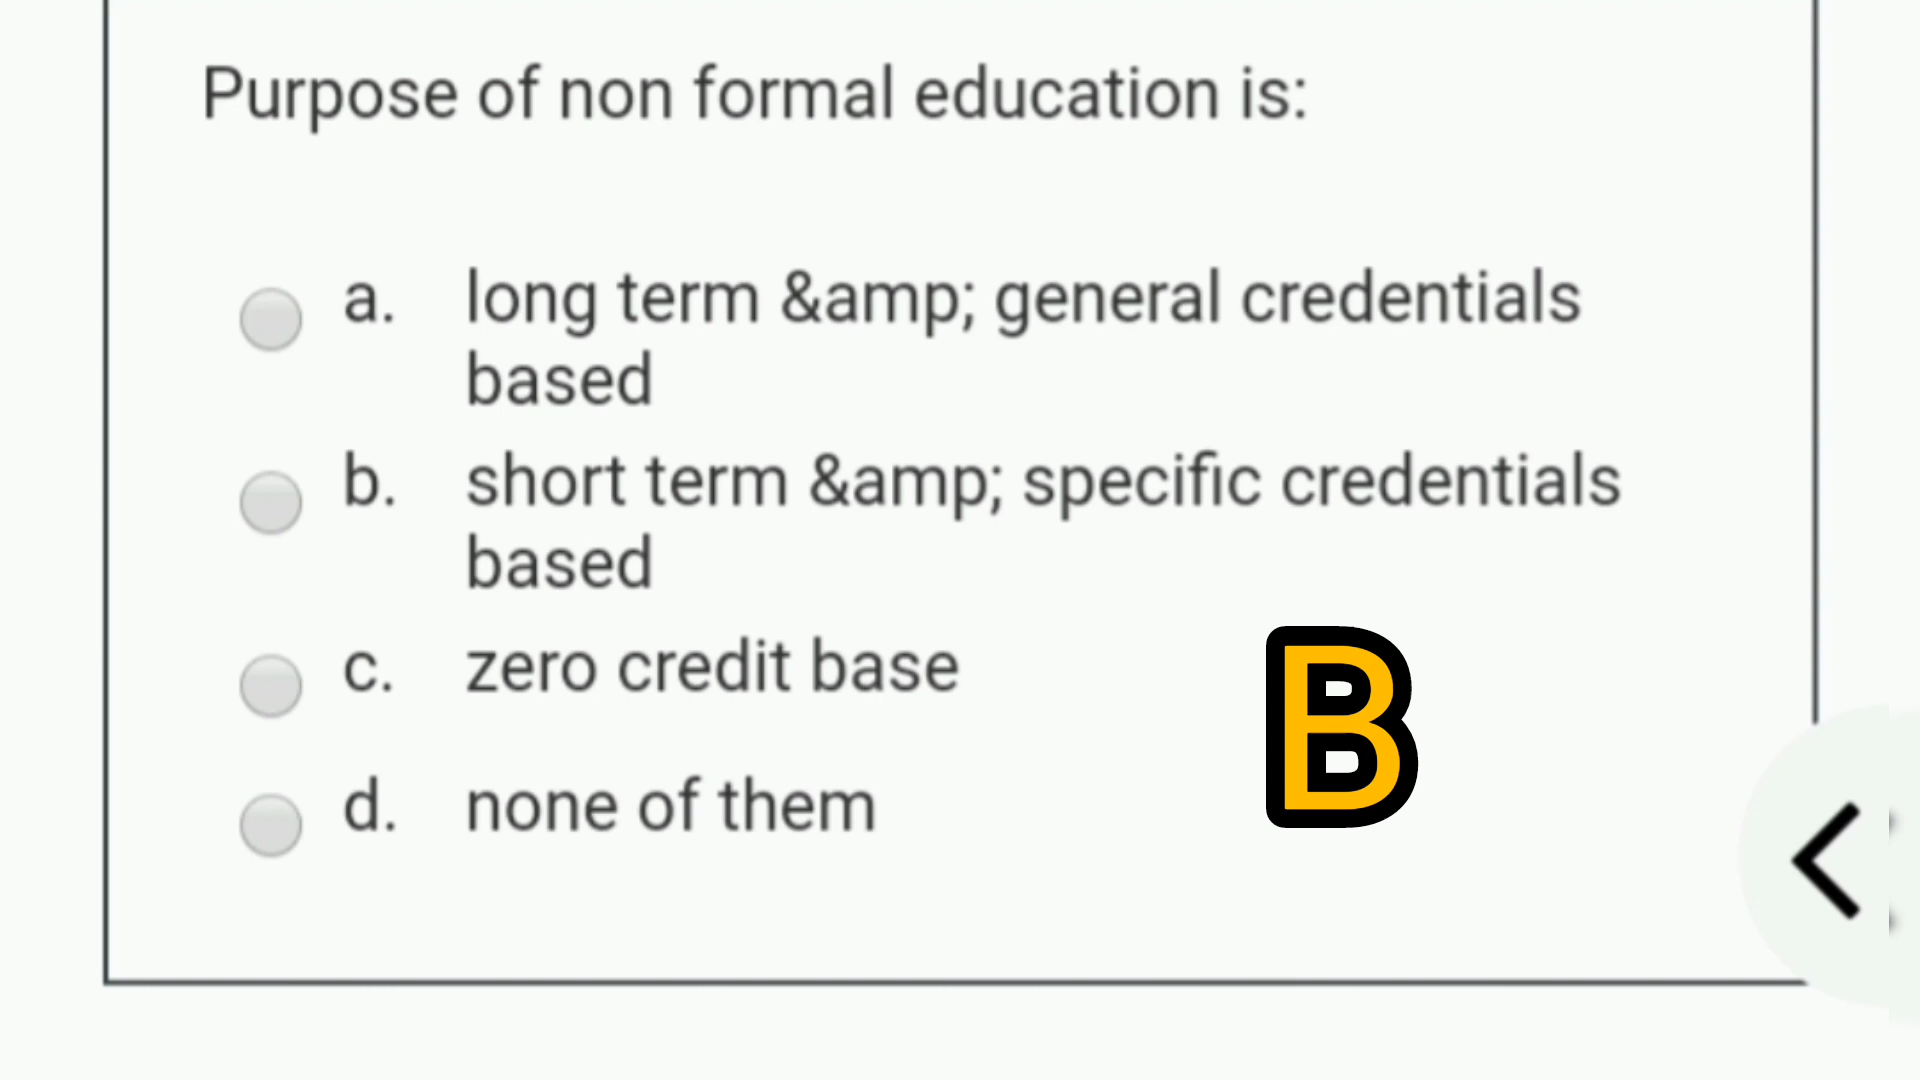 Purpose of non formal education is:
a. long term &amp; general credentials
based
b. short term &amp; specific credentials
based
c. zero credit base
d. none of them
B